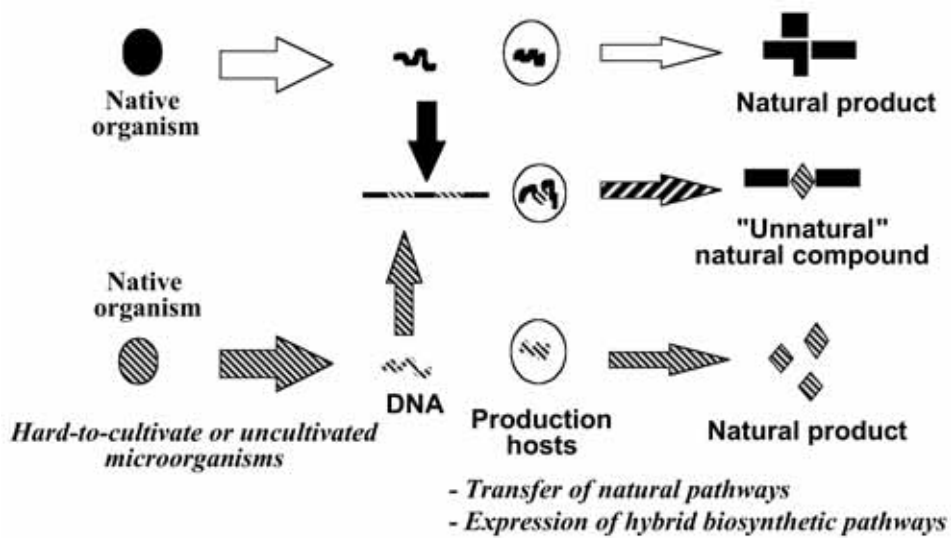 Native
organism
Natural product
"Unnatural"
natural compound
Native
organism
DNA
Production
hosts
Natural product
Hard-to-cultivate or uncultivated
microorganisms
- Transfer of natural pathways
- Expression of hybrid biosynthetic pathways